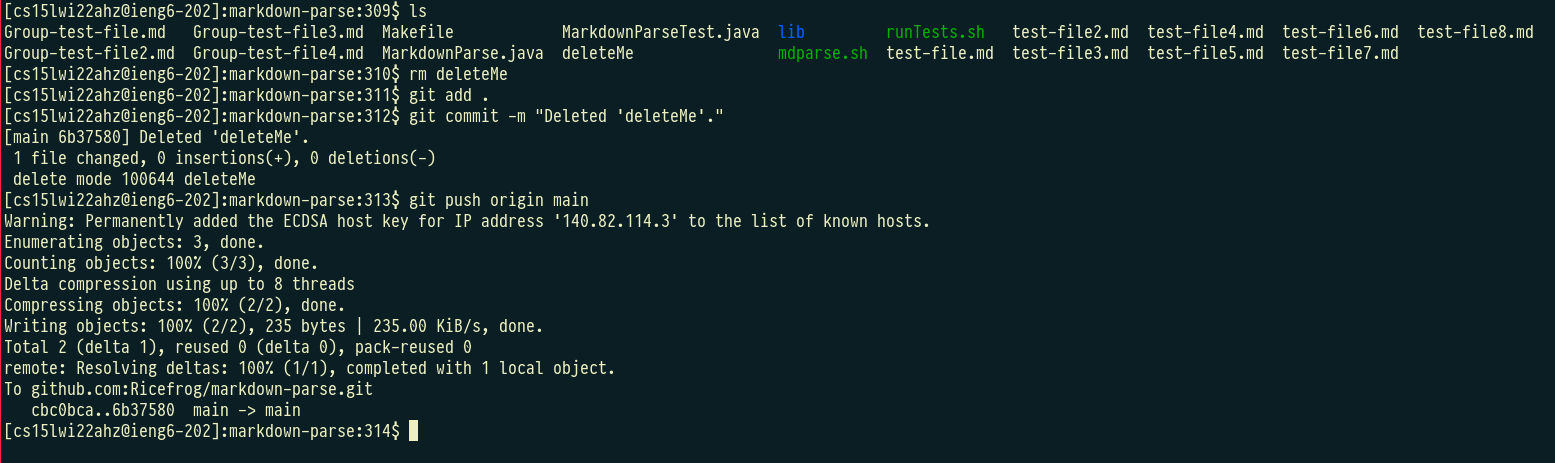 [cs15lwi22ahz@ieng6-202]:markdown-parse:309$ ls
Group-test-file.md   Group-test-file3.md  Makefile            MarkdownParseTest.java  lib         runTests.sh   test-file2.md  test-file4.md  test-file6.md  test-file8.md
Group-test-file2.md  Group-test-file4.md  MarkdownParse.java  deleteMe                mdparse.sh  test-file.md  test-file3.md  test-file5.md  test-file7.md
[cs15lwi22ahz@ieng6-202]:markdown-parse:310$ rm deleteMe
[cs15lwi22ahz@ieng6-202]:markdown-parse:311$ git add .
[cs15lwi22ahz@ieng6-202]:markdown-parse:312$ git commit -m "Deleted 'deleteMe'."
[main 6b37580] Deleted 'deleteMe'.
 1 file changed, 0 insertions(+), 0 deletions(-)
 delete mode 100644 deleteMe
[cs15lwi22ahz@ieng6-202]:markdown-parse:313$ git push origin main
Warning: Permanently added the ECDSA host key for IP address '140.82.114.3' to the list of known hosts.
Enumerating objects: 3, done.
Counting objects: 100% (3/3), done.
Delta compression using up to 8 threads
Compressing objects: 100% (2/2), done.
Writing objects: 100% (2/2), 235 bytes | 235.00 KiB/s, done.
Total 2 (delta 1), reused 0 (delta 0), pack-reused 0
remote: Resolving deltas: 100% (1/1), completed with 1 local object.
To github.com:Ricefrog/markdown-parse.git
   cbc0bca..6b37580  main -> main
[cs15lwi22ahz@ieng6-202]:markdown-parse:314$